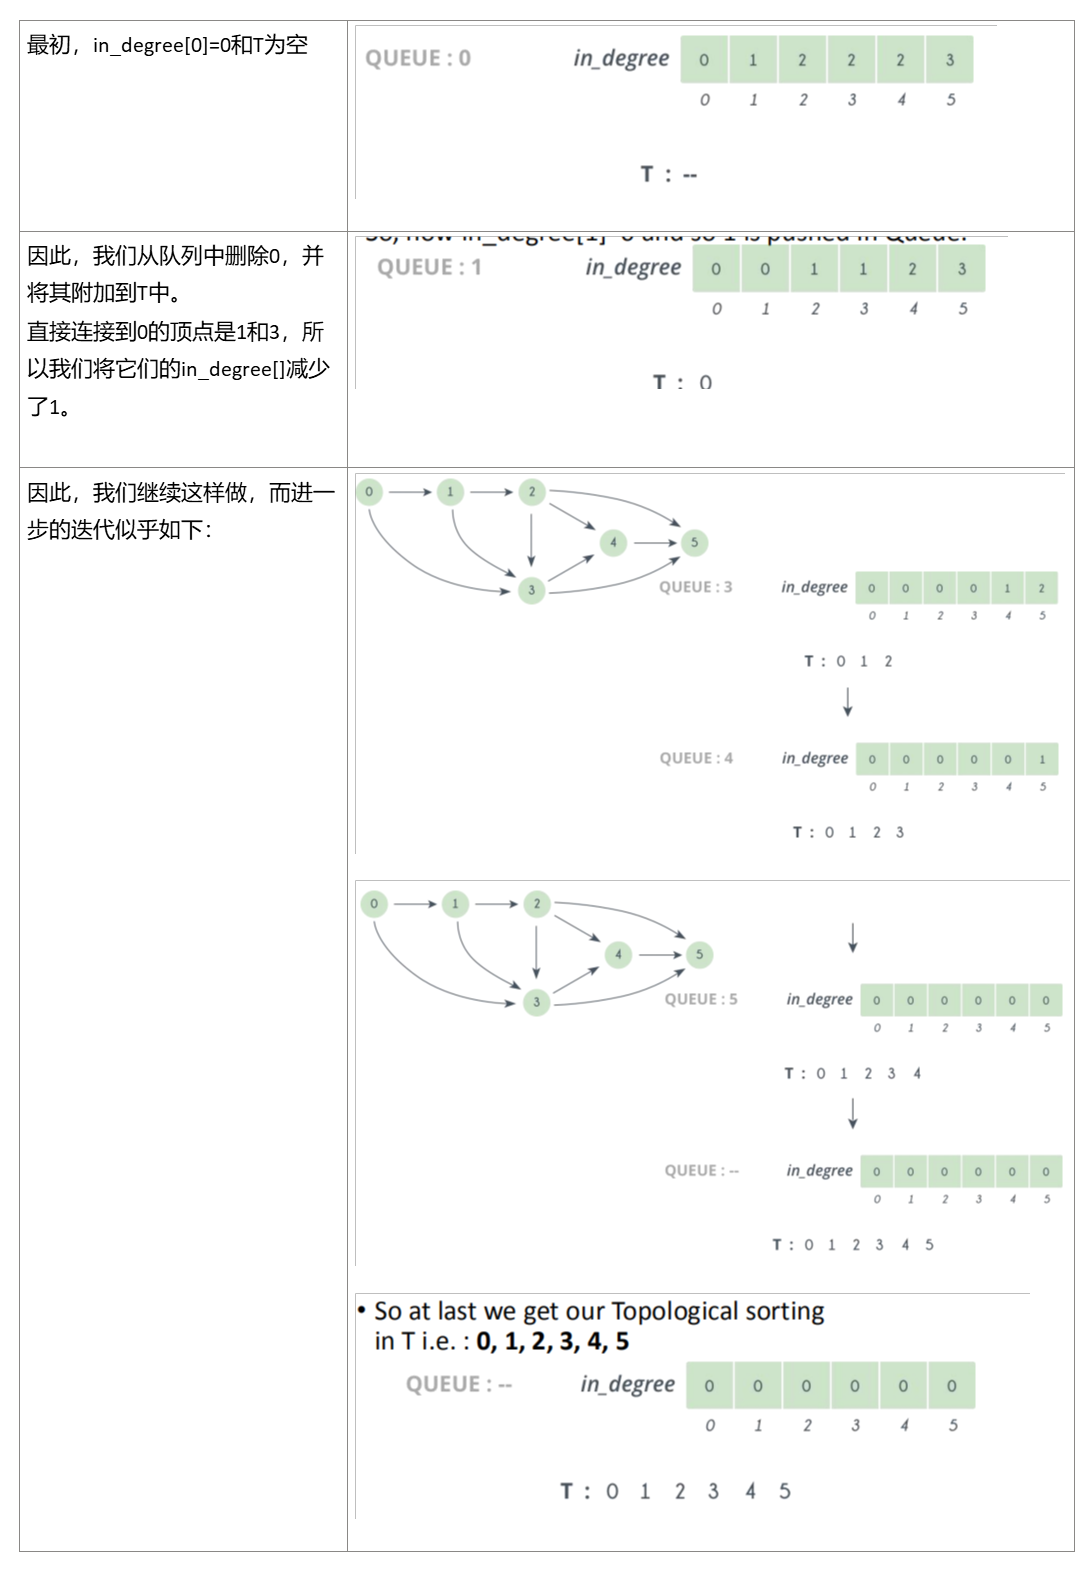 最初，in_degree[0]=0和T为空
QUEUE : 0 in_degree 0 1 2 2 2 3
0 1 2 3 4 5
T : --
因此，我们从队列中删除0，并
将其附加到T中。
直接连接到0的顶点是1和3，所
以我们将它们的in_degree[]减少
了1。
So, now in_degree[1]=0 and so 1 is pushed in Queue.
QUEUE : 1 in_degree 0 0 1 1 2 3
0 1 2 3 4 5
T : 0
因此，我们继续这样做，而进一
步的迭代似乎如下：
0 1 2
4 5
3
QUEUE : 3 in_degree 0 0 0 0 1 2
0 1 2 3 4 5
T : 0 1 2
QUEUE : 4 in_degree 0 0 0 0 0 1
0 1 2 3 4 5
T : 0 1 2 3
0 1 2
4 5
3
QUEUE : 5 in_degree 0 0 0 0 0 0
0 1 2 3 4 5
T : 0 1 2 3 4
QUEUE : -- in_degree 0 0 0 0 0 0
0 1 2 3 4 5
T : 0 1 2 3 4 5
• So at last we get our Topological sorting
in T i.e. : 0, 1, 2, 3, 4, 5
QUEUE : -- in_degree 0 0 0 0 0 0
0 1 2 3 4 5
T : 0 1 2 3 4 5